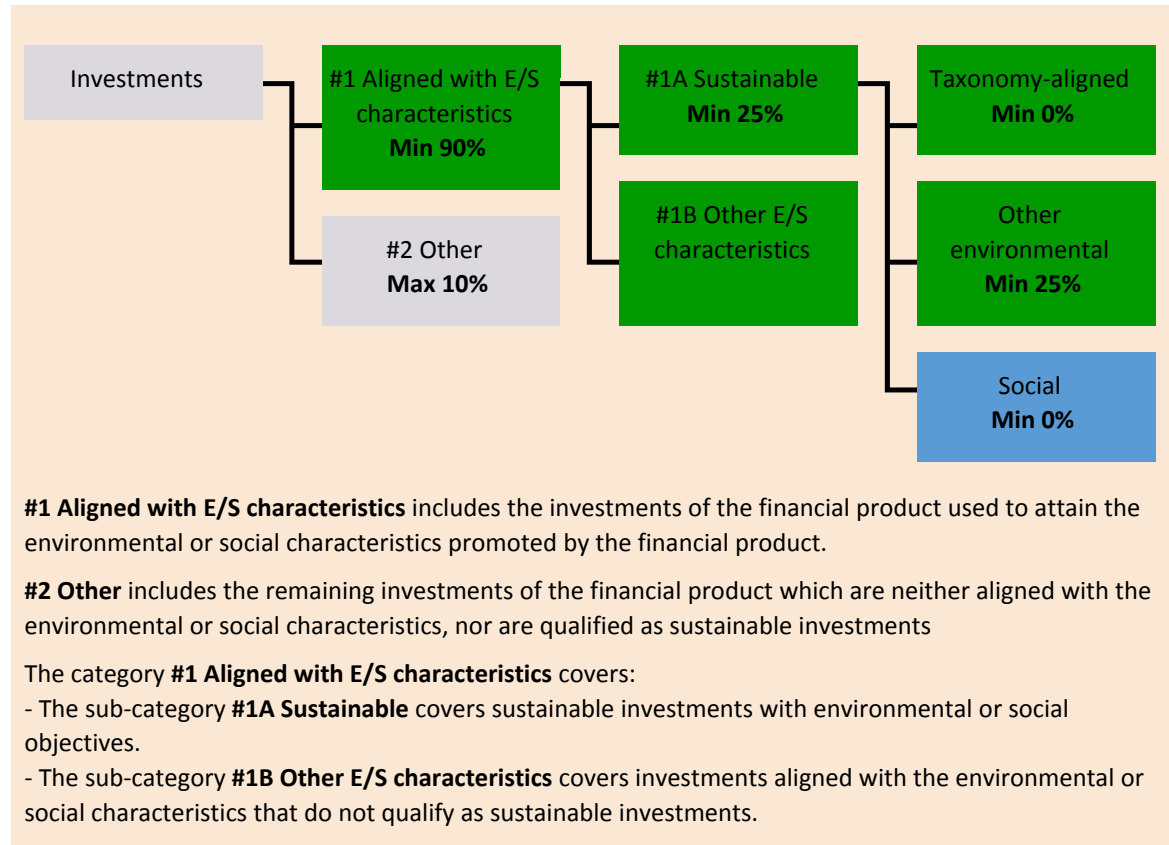 Investments
#1 Aligned with E/S
characteristics
Min 90%
#2 Other
Max 10%
#1A Sustainable
Min 25%
#1B Other E/S
characteristics
Taxonomy-aligned
Min 0%
Other
environmental
Min 25%
Social
Min 0%
#1 Aligned with E/S characteristics includes the investments of the financial product used to attain the
environmental or social characteristics promoted by the financial product.
#2 Other includes the remaining investments of the financial product which are neither aligned with the
environmental or social characteristics, nor are qualified as sustainable investments
The category #1 Aligned with E/S characteristics covers:
- The sub-category #1A Sustainable covers sustainable investments with environmental or social
objectives.
- The sub-category #1B Other E/S characteristics covers investments aligned with the environmental or
social characteristics that do not qualify as sustainable investments.